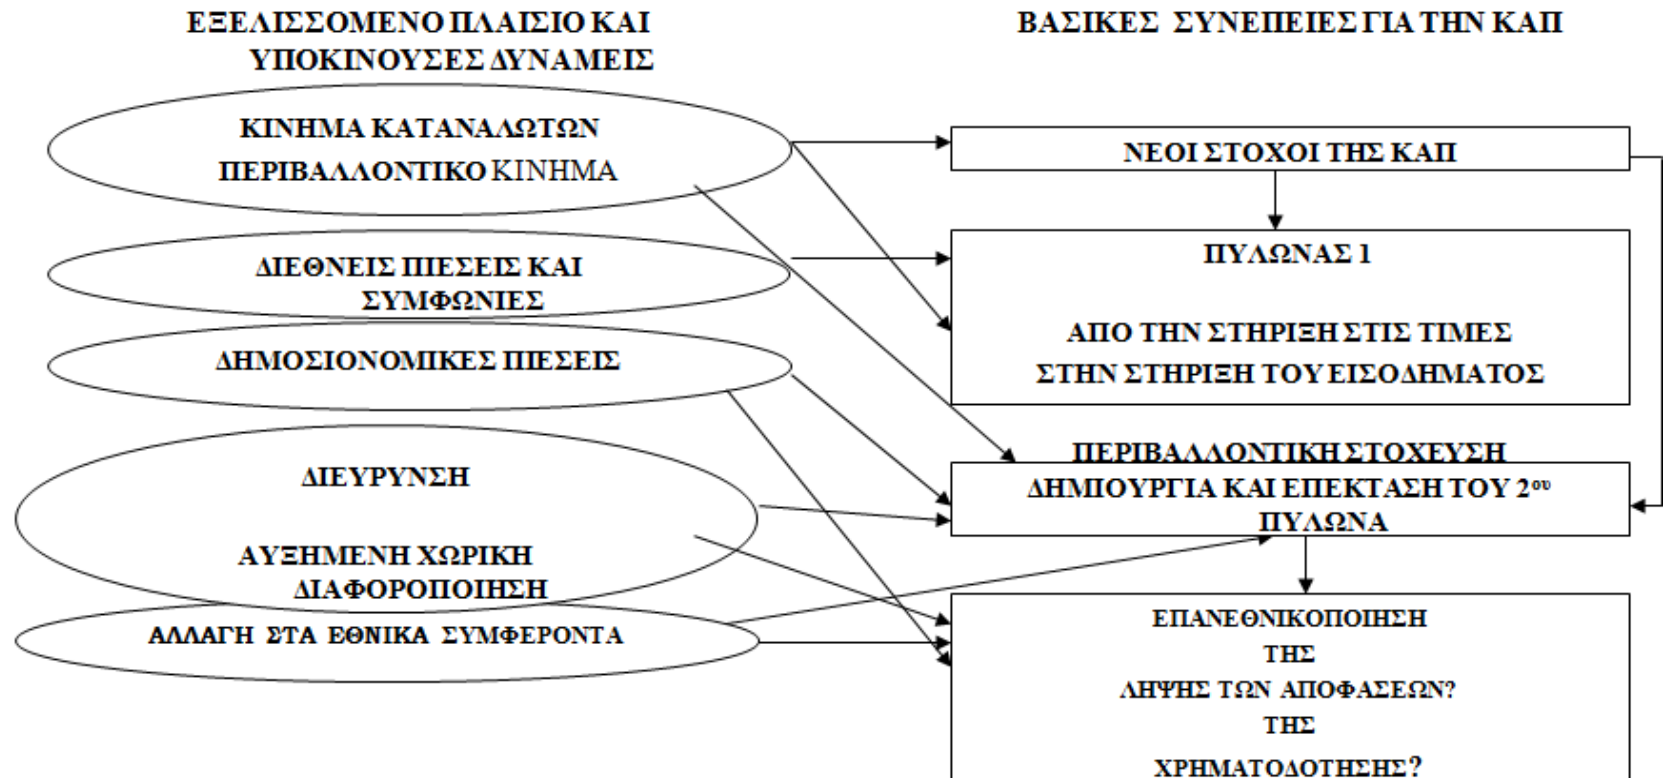 ΕΞΕΛΙΣΣΟΜΕΝΟ ΠΛΑΙΣΙΟ ΚΑΙ
ΥΠΟΚΙΝΟΥΣΕΣ ΔΥΝΑΜΕΙΣ
ΚΙΝΗΜΑ ΚΑΤΑΝΑΛΩΤΩΝ
ΠΕΡΙΒΑΛΛΟΝΤΙΚΟ ΚΙΝΗΜΑ
ΔΙΕΘΝΕΙΣ ΠΙΕΣΕΙΣ ΚΑΙ
ΣΥΜΦΩΝΙΕΣ
ΔΗΜΟΣΙΟΝΟΜΙΚΕΣ ΠΙΕΣΕΙΣ
ΔΙΕΥΡΥΝΣΗ
ΑΥΞΗΜΕΝΗ ΧΩΡΙΚΗ
ΔΙΑΦΟΡΟΠΟΙΗΣΗ
ΑΛΛΑΓΗ ΣΤΑ ΕΘΝΙΚΑ ΣΥΜΦΕΡΟΝΤΑ
ΒΑΣΙΚΕΣ ΣΥΝΕΠΕΙΕΣ ΓΙΑ ΤΗΝ ΚΑΠ
ΝΕΟΙ ΣΤΟΧΟΙ ΤΗΣ ΚΑΠ
ΠΥΛΩΝΑΣ 1
ΑΠΟ ΤΗΝ ΣΤΗΡΙΞΗ ΣΤΙΣ ΤΙΜΕΣ
ΣΤΗΝ ΣΤΗΡΙΞΗ ΤΟΥ ΕΙΣΟΔΗΜΑΤΟΣ
ΠΕΡΙΒΑΛΛΟΝΤΙΚΗ ΣΤΟΧΕΥΣΗ
ΔΗΜΙΟΥΡΓΙΑ ΚΑΙ ΕΠΕΚΤΑΣΗ ΤΟΥ 2ου
ΠΥΛΩΝΑ
ΕΠΑΝΕΘΝΙΚΟΠΟΙΗΣΗ
ΤΗΣ
ΛΗΨΗΣ ΤΩΝ ΑΠΟΦΑΣΕΩΝ?
ΤΗΣ
ΧΡΗΜΑΤΟΔΟΤΗΣΗΣ?